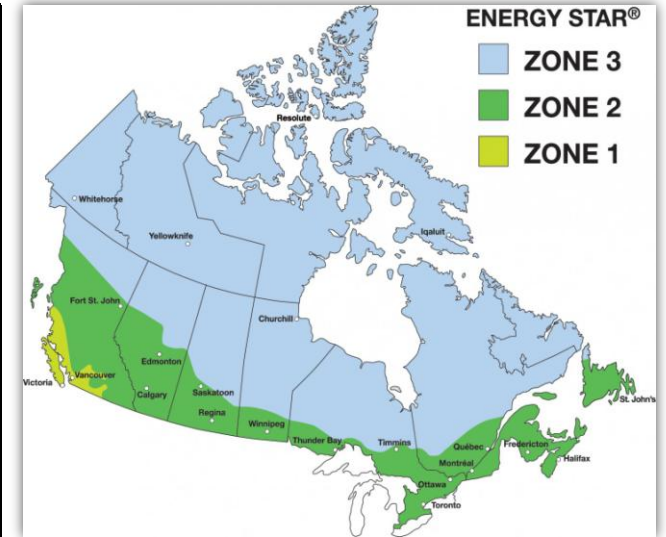 ENERGY STAR®
ZONE 3
ZONE 2
ZONE 1
Resolute
Whitehorse
Yellowknife
Iqaluit
Fort St. John
Churchill
Edmonton
Vancouver
Victoria
Calgary
Saskatoon
Regina
Winnipeg
Thunder Bay
Timmins
Québec
Fredericton
St. John's
Montréal
Halifax
Ottawa
Toronto